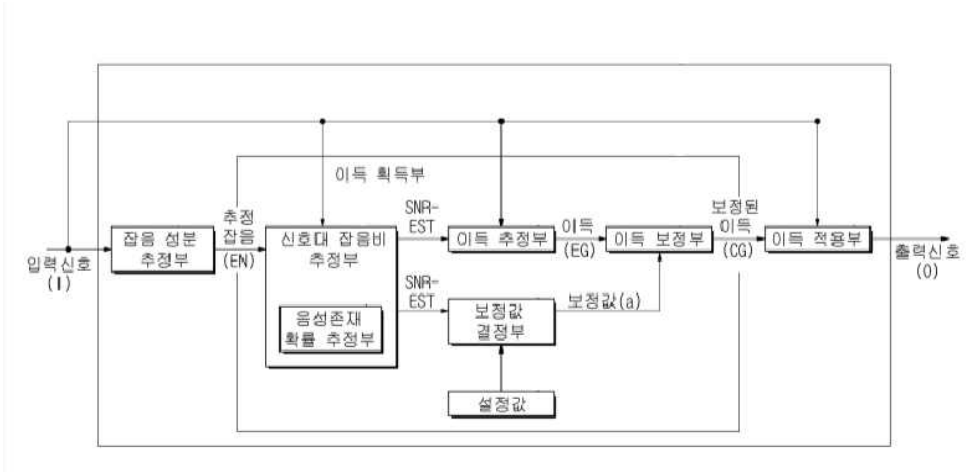 이득 획득부
잡음 성분
추정부
추정
잡음
(EN)
신호대 잡음비
추정부
음성존재
확률 추정부
SNR-
EST
이득 추정부
이득
(EG)
이득 보정부
보정된
이득
(CG)
이득 적용부
입력신호
(I)
출력신호
(O)
SNR-
EST
보정값
결정부
보정값(a)
설정값